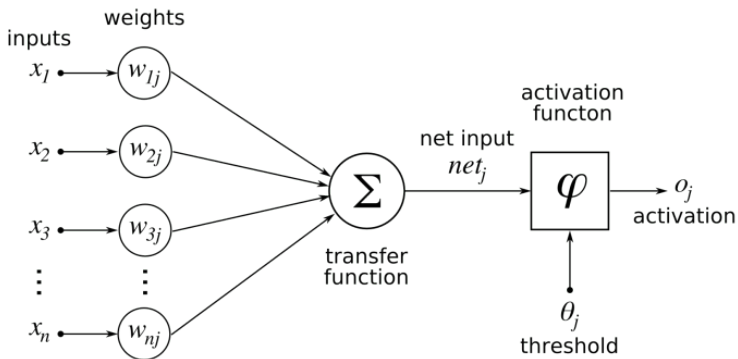 weights
inputs
x₁
w₁ⱼ
activation
functon
x₂
w₂ⱼ
net input
netⱼ
Σ
φ
oⱼ
activation
x₃
w₃ⱼ
transfer
function
⋮
⋮
xₙ
wₙⱼ
θⱼ
threshold